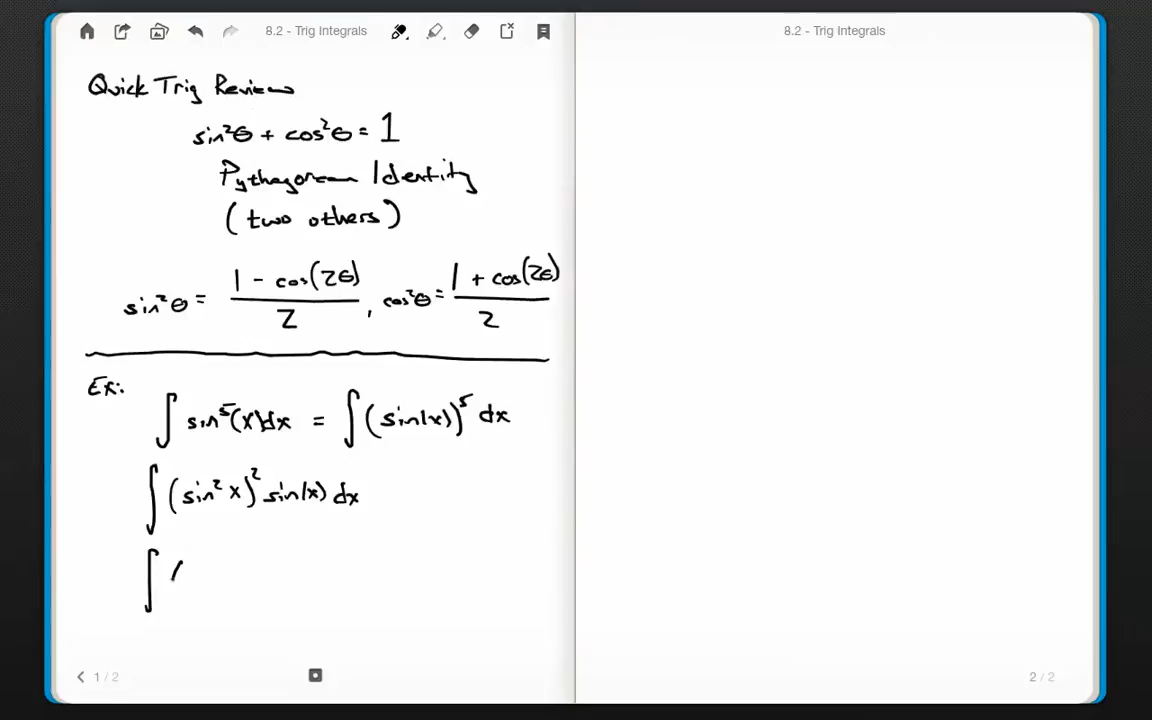 8.2 - Trig Integrals
Quick Trig Review
sin²θ + cos²θ = 1
Pythagorean Identity
(two others)
sin²θ = (1 - cos(2θ))/2 , cos²θ = (1 + cos(2θ))/2
Ex:
∫ sin⁵(x)dx = ∫ (sin(x))⁵ dx
∫ (sin² x)² sin(x) dx
∫ (
1 / 2
8.2 - Trig Integrals
2 / 2